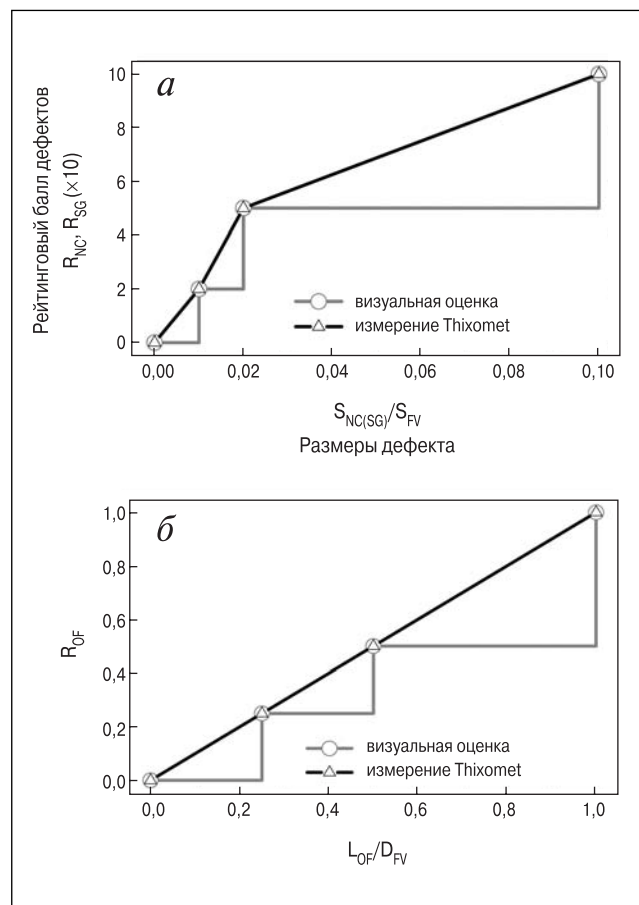 а
Рейтинговый балл дефектов
R_NC, R_SG (×10)
10
8
6
4
2
0
визуальная оценка
измерение Thixomet
0,00
0,02
0,04
0,06
0,08
0,10
S_NC(SG)/S_FV
Размеры дефекта
б
R_OF
1,0
0,8
0,6
0,4
0,2
0,0
визуальная оценка
измерение Thixomet
0,0
0,2
0,4
0,6
0,8
1,0
L_OF/D_FV